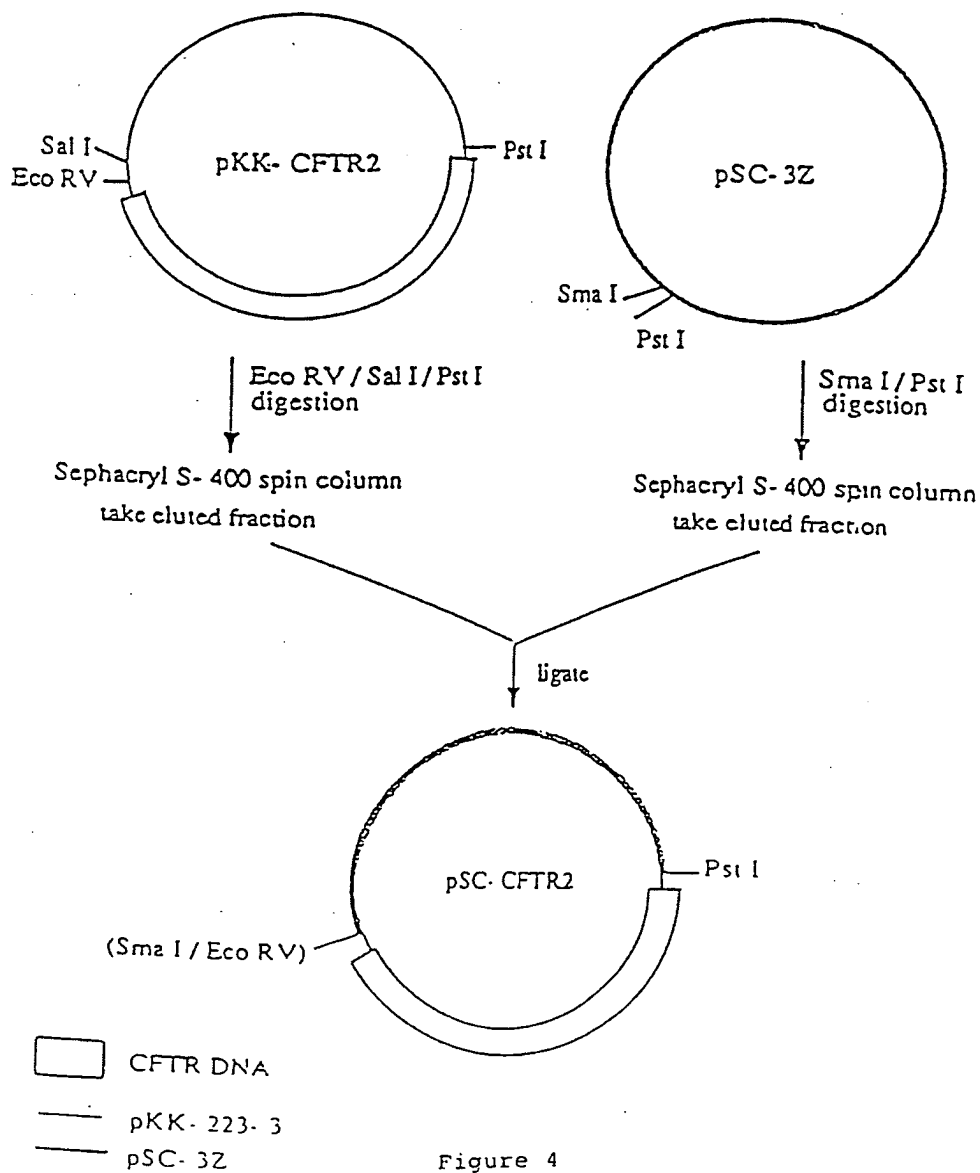 Sal I
Eco RV
pKK- CFTR2
Pst I
pSC- 3Z
Sma I
Pst I
Eco RV / Sal I / Pst I
digestion
Sma I / Pst I
digestion
Sephacryl S- 400 spin column
take eluted fraction
Sephacryl S- 400 spin column
take eluted fraction
ligate
pSC- CFTR2
Pst I
(Sma I / Eco RV)
CFTR DNA
pKK- 223- 3
pSC- 3Z
Figure 4